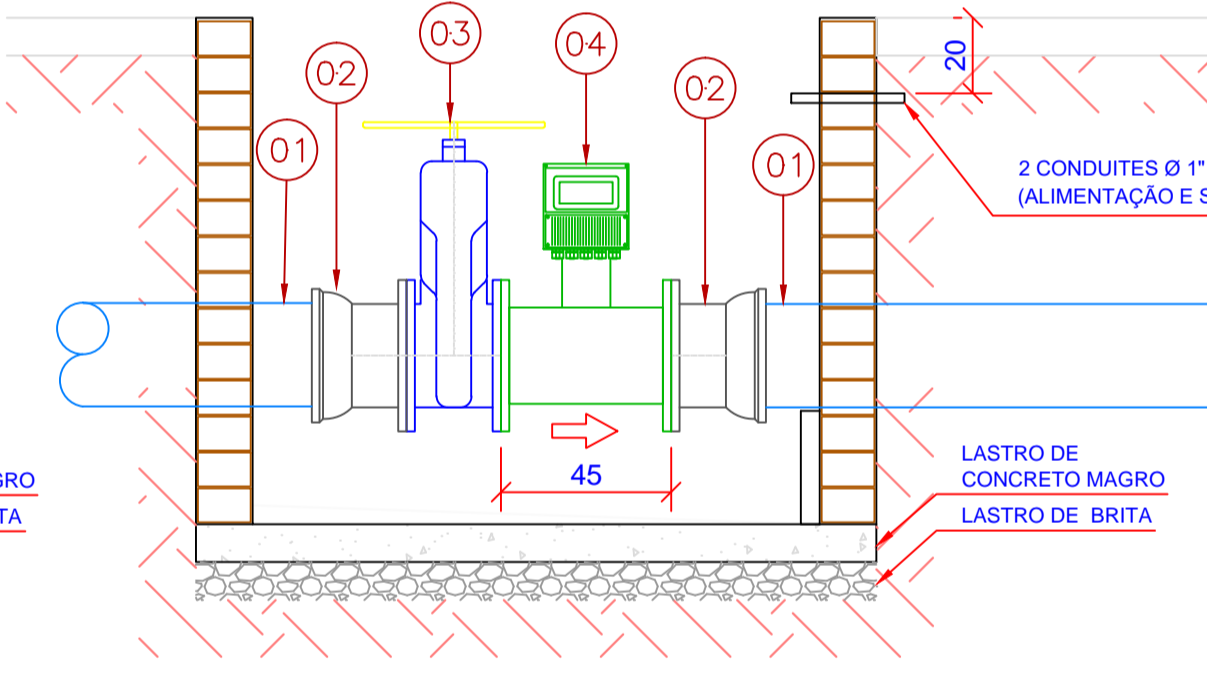 03
04
02
20
02
01
01
2 CONDUITES Ø 1"
(ALIMENTAÇÃO E
LASTRO DE
CONCRETO MAGRO
45
LASTRO DE BRITA